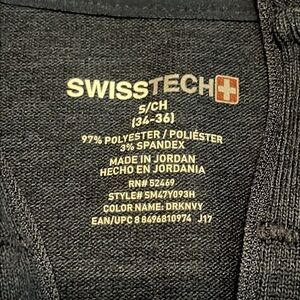 SWISSTECH
S/CH
(34-36)
97% POLYESTER / POLIÉSTER
3% SPANDEX
MADE IN JORDAN
HECHO EN JORDANIA
RN# 52469
STYLE# SM47Y093H
COLOR NAME: DRKNVY
EAN/UPC 8 8496810974 J17